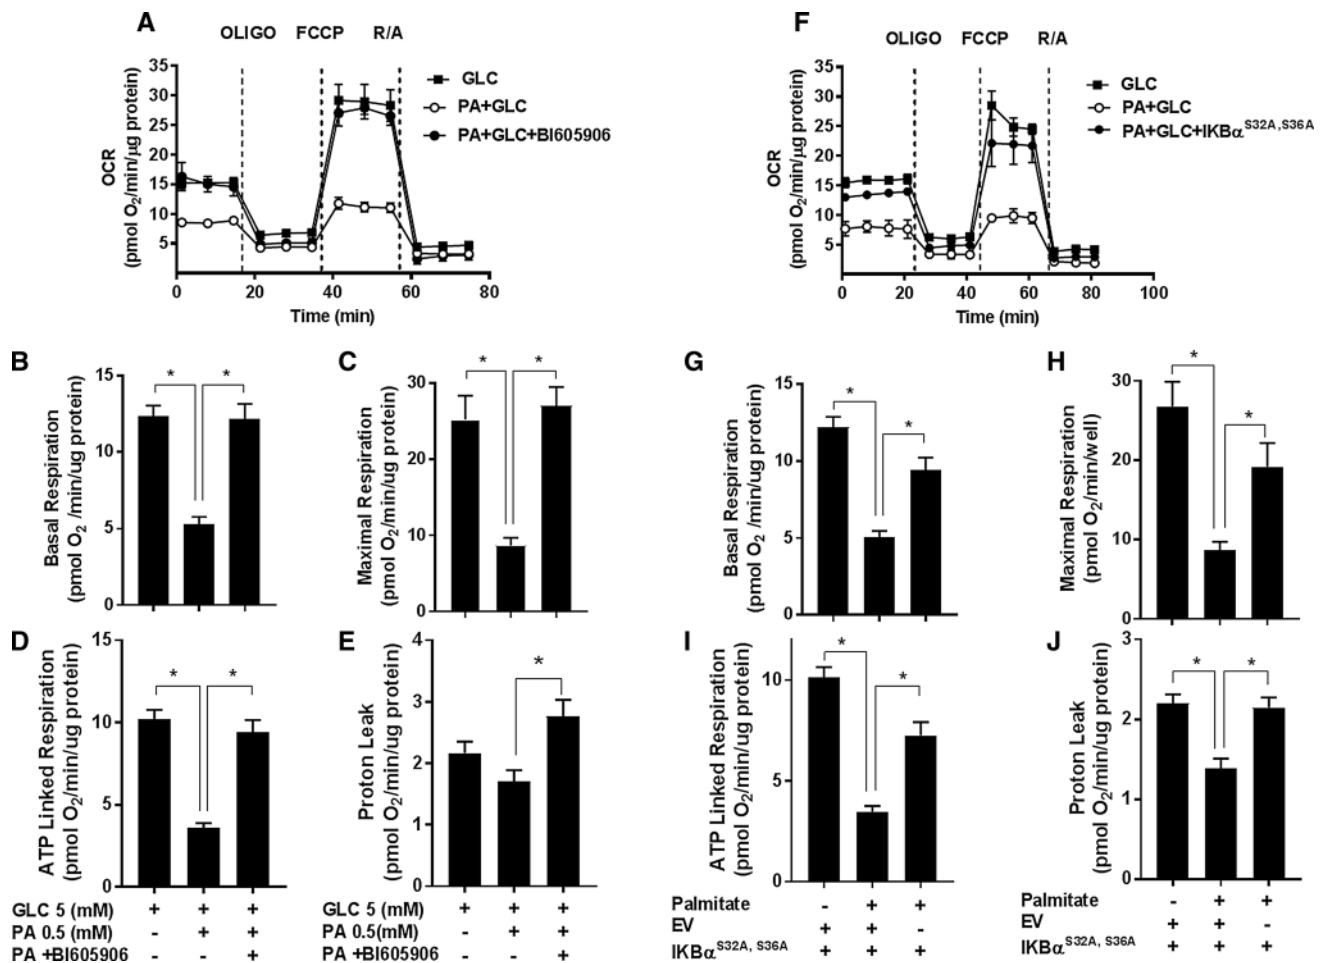 A
OLIGO FCCP R/A
OCR
(pmol O2/min/ug protein)
35
30
25
20
15
10
5
0 20 40 60 80
Time (min)
GLC
PA+GLC
PA+GLC+BI605906
F
OLIGO FCCP R/A
OCR
(pmol O2/min/μg protein)
35
30
25
20
15
10
5
0 20 40 60 80 100
Time (min)
GLC
PA+GLC
PA+GLC+IKBα S32A,S36A
B
Basal Respiration
(pmol O2 /min/ug protein)
15
10
5
0
* *
C
Maximal Respiration
(pmol O2/min/ug protein)
30
20
10
0
* *
G
Basal Respiration
(pmol O2 /min/ug protein)
15
10
5
0
* *
H
Maximal Respiration
(pmol O2/min/well)
30
20
10
0
* *
D
ATP Linked Respiration
(pmol O2/min/ug protein)
10
5
0
* *
E
Proton Leak
(pmol O2/min/ug protein)
4
3
2
1
0
*
I
ATP Linked Respiration
(pmol O2/min/ug protein)
10
5
0
* *
J
Proton Leak
(pmol O2/min/ug protein)
3
2
1
0
* *
GLC 5 (mM) + + +
PA 0.5(mM) - + +
PA +BI605906 - - +
GLC 5 (mM) + + +
PA 0.5(mM) - + +
PA +BI605906 - - +
Palmitate - + +
EV + + -
IKBα S32A, S36A + + +
Palmitate - + +
EV + + -
IKBα S32A, S36A + + +